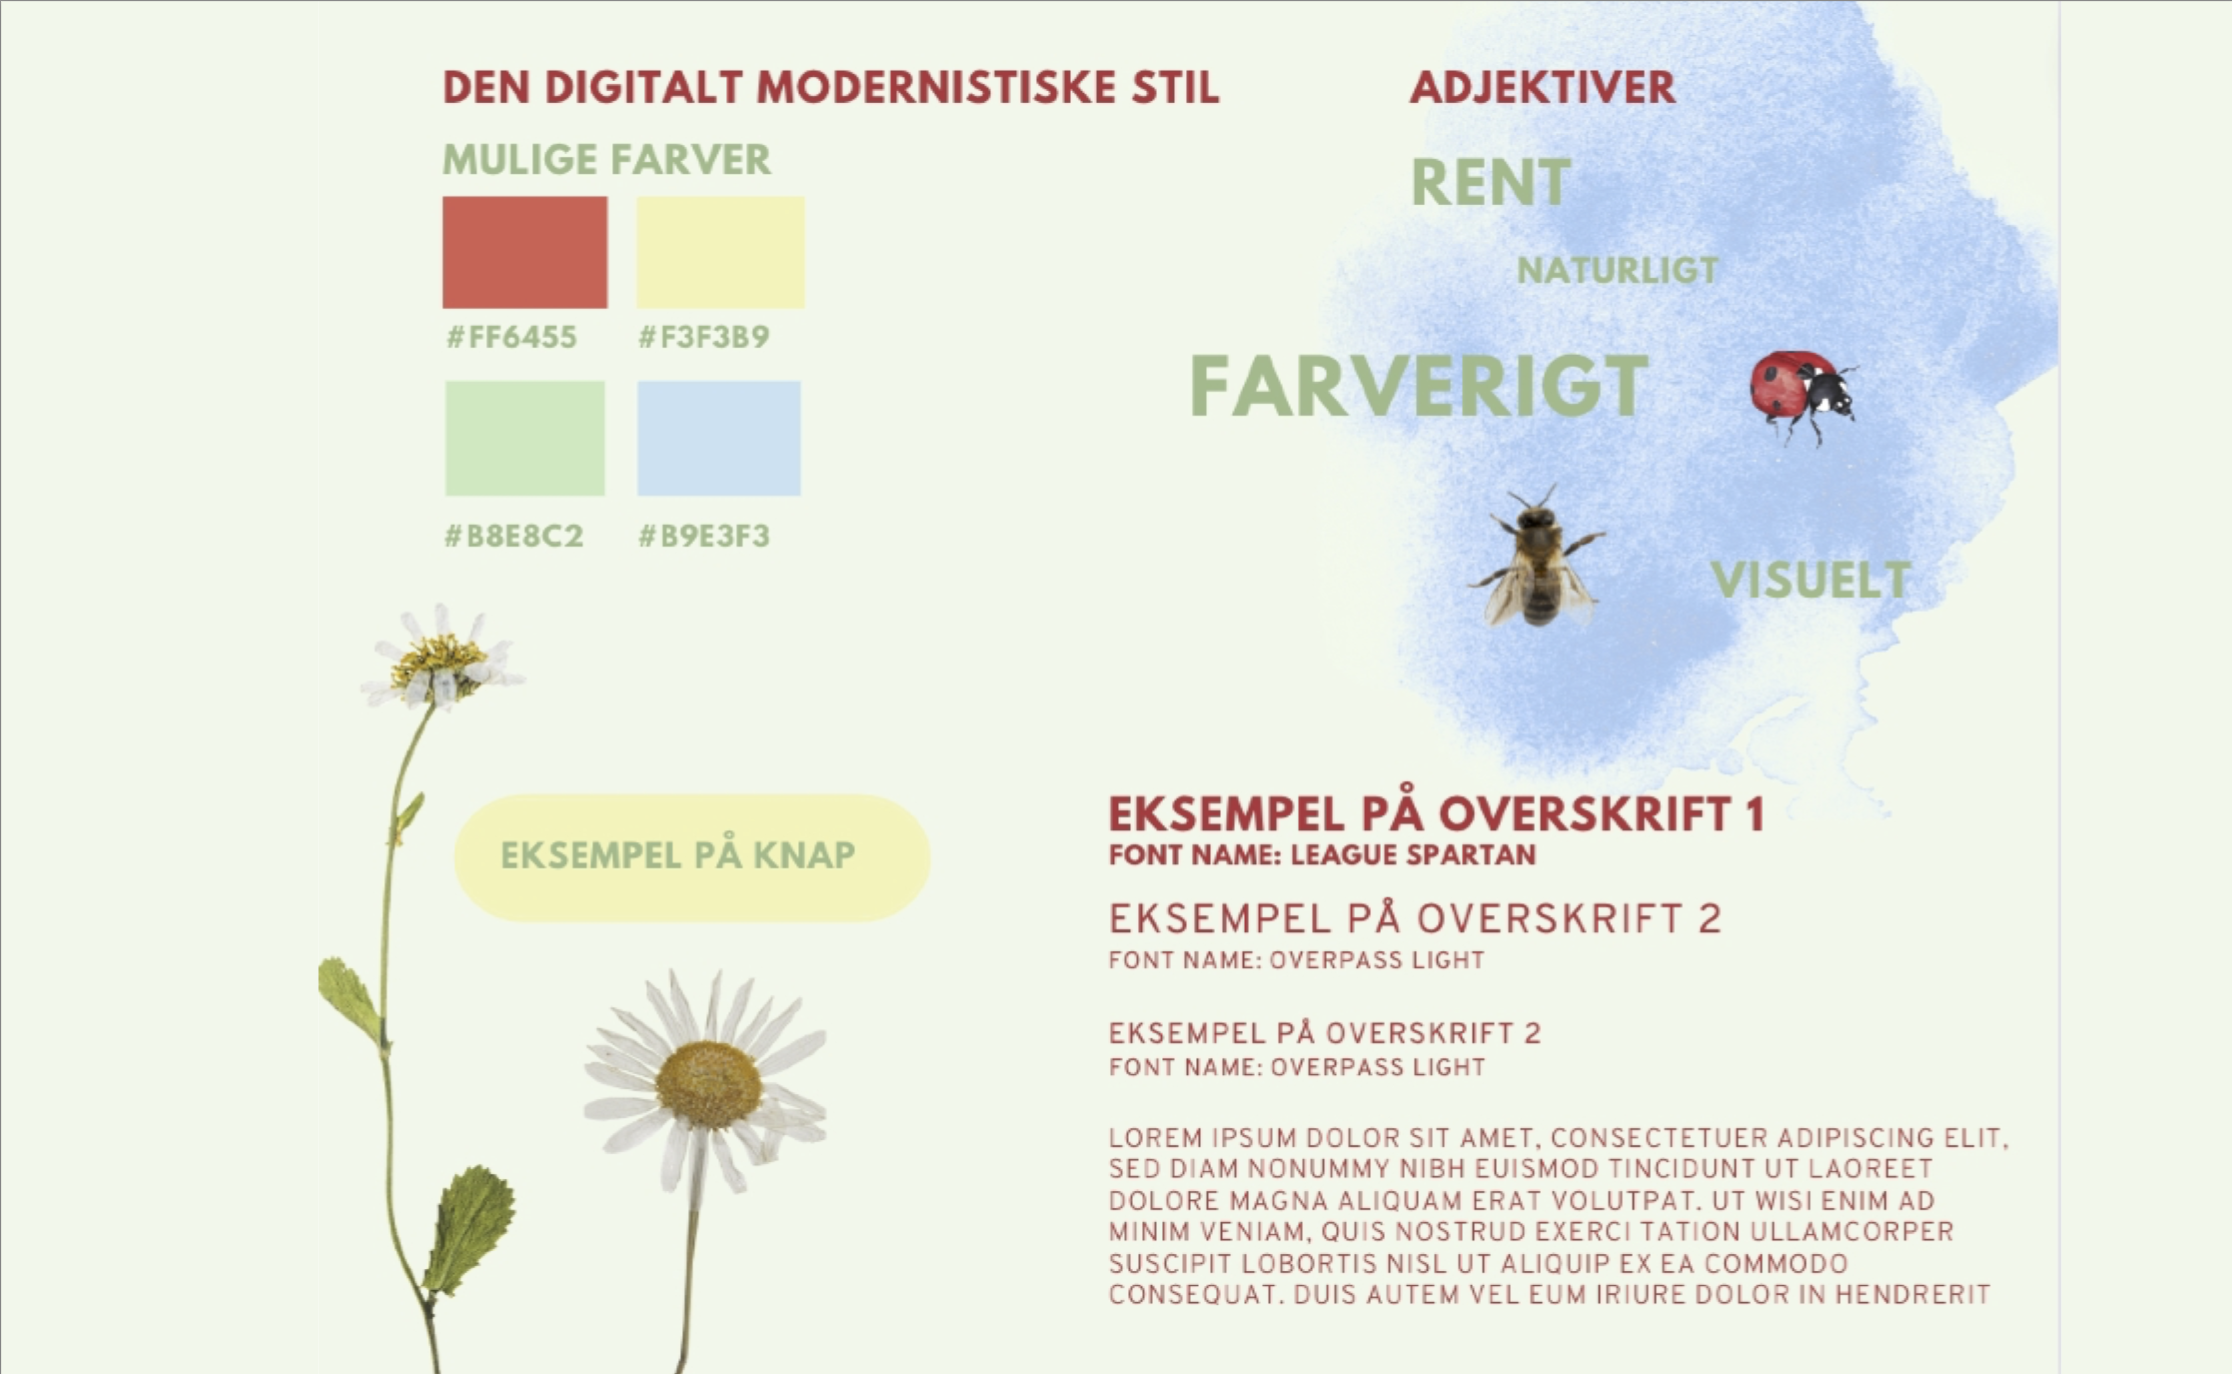 DEN DIGITALT MODERNISTISKE STIL
MULIGE FARVER
#FF6455 #F3F3B9
#B8E8C2 #B9E3F3
EKSEMPEL PÅ KNAP
ADJEKTIVER
RENT
NATURLIGT
FARVERIGT
VISUELT
EKSEMPEL PÅ OVERSKRIFT 1
FONT NAME: LEAGUE SPARTAN
EKSEMPEL PÅ OVERSKRIFT 2
FONT NAME: OVERPASS LIGHT
EKSEMPEL PÅ OVERSKRIFT 2
FONT NAME: OVERPASS LIGHT
LOREM IPSUM DOLOR SIT AMET, CONSECTETUER ADIPISCING ELIT,
SED DIAM NONUMMY NIBH EUISMOD TINCIDUNT UT LAOREET
DOLORE MAGNA ALIQUAM ERAT VOLUTPAT. UT WISI ENIM AD
MINIM VENIAM, QUIS NOSTRUD EXERCI TATION ULLAMCORPER
SUSCIPIT LOBORTIS NISL UT ALIQUIP EX EA COMMODO
CONSEQUAT. DUIS AUTEM VEL EUM IRIURE DOLOR IN HENDRERIT